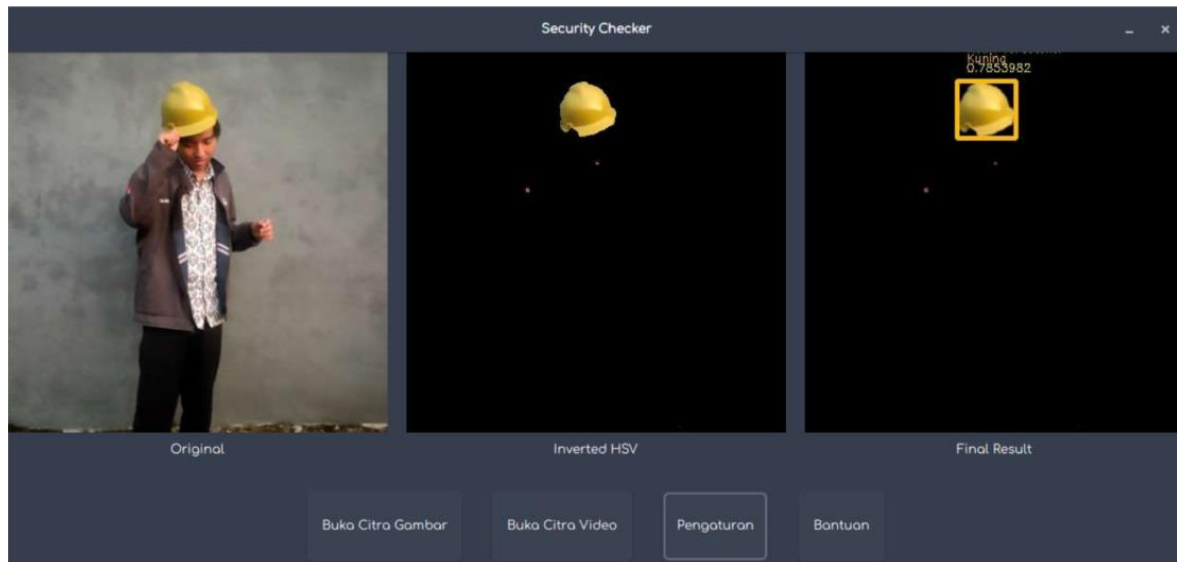 Security Checker
Kuning
0.7853982
Original
Inverted HSV
Final Result
Buka Citra Gambar
Buka Citra Video
Pengaturan
Bantuan